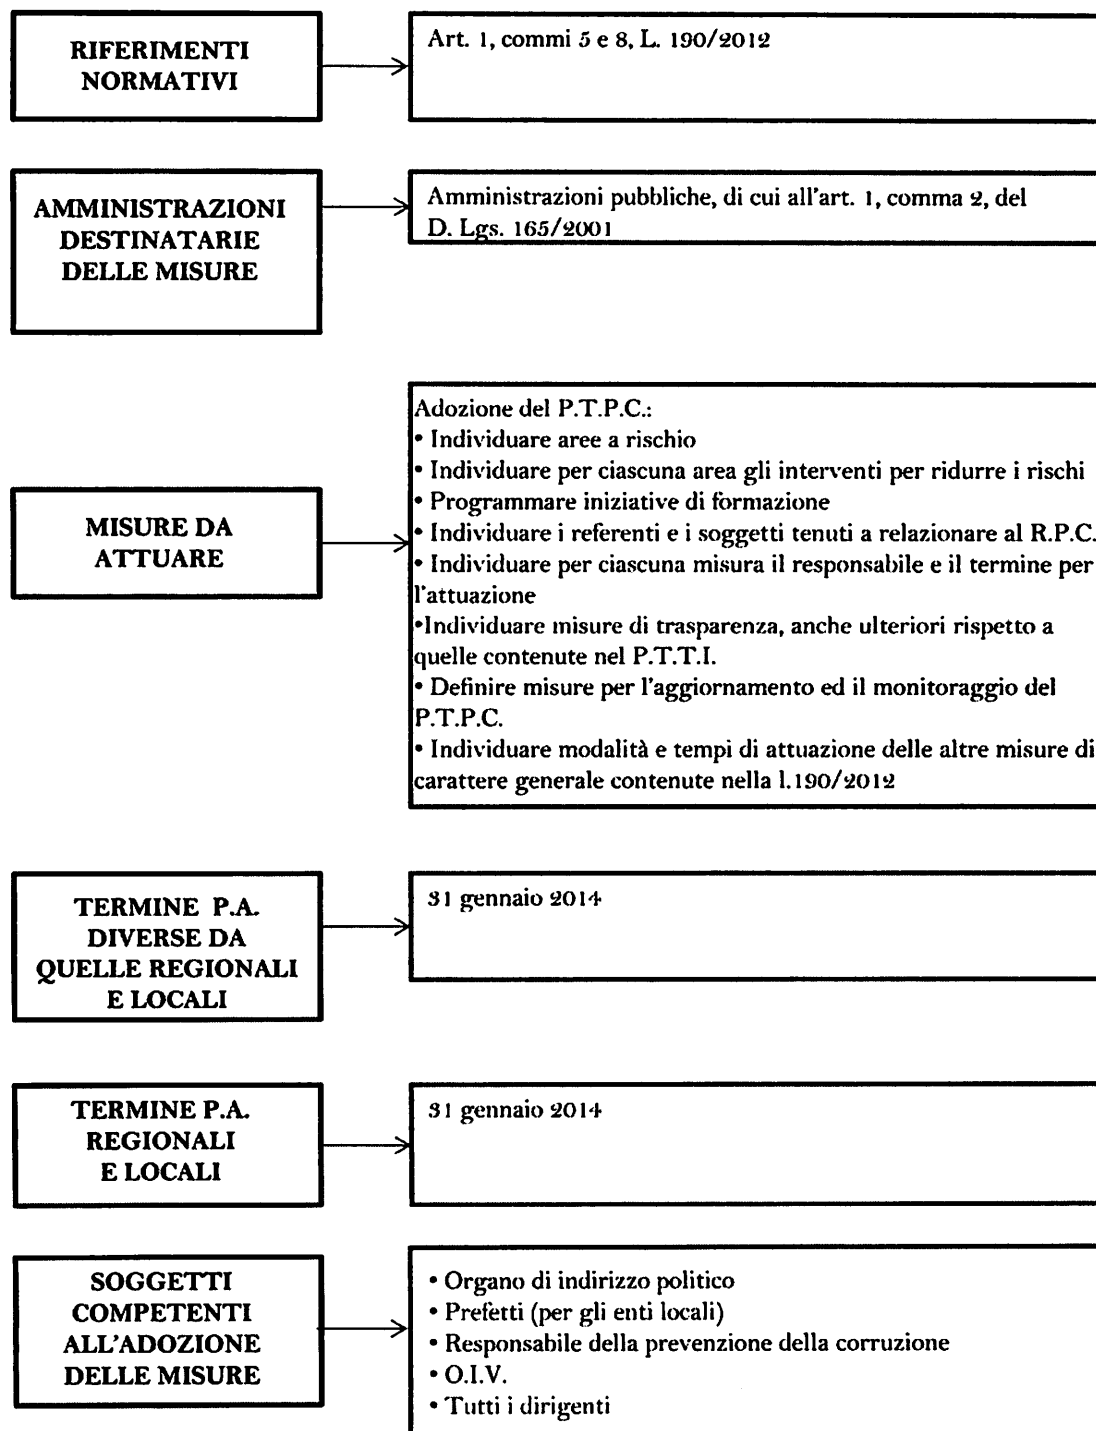 RIFERIMENTI
NORMATIVI
Art. 1, commi 5 e 8, L. 190/2012
AMMINISTRAZIONI
DESTINATARIE
DELLE MISURE
Amministrazioni pubbliche, di cui all'art. 1, comma 2, del
D. Lgs. 165/2001
MISURE DA
ATTUARE
Adozione del P.T.P.C.:
• Individuare aree a rischio
• Individuare per ciascuna area gli interventi per ridurre i rischi
• Programmare iniziative di formazione
• Individuare i referenti e i soggetti tenuti a relazionare al R.P.C.
• Individuare per ciascuna misura il responsabile e il termine per
l'attuazione
•Individuare misure di trasparenza, anche ulteriori rispetto a
quelle contenute nel P.T.T.I.
• Definire misure per l'aggiornamento ed il monitoraggio del
P.T.P.C.
• Individuare modalità e tempi di attuazione delle altre misure di
carattere generale contenute nella l.190/2012
TERMINE P.A.
DIVERSE DA
QUELLE REGIONALI
E LOCALI
31 gennaio 2014
TERMINE P.A.
REGIONALI
E LOCALI
31 gennaio 2014
SOGGETTI
COMPETENTI
ALL'ADOZIONE
DELLE MISURE
• Organo di indirizzo politico
• Prefetti (per gli enti locali)
• Responsabile della prevenzione della corruzione
• O.I.V.
• Tutti i dirigenti